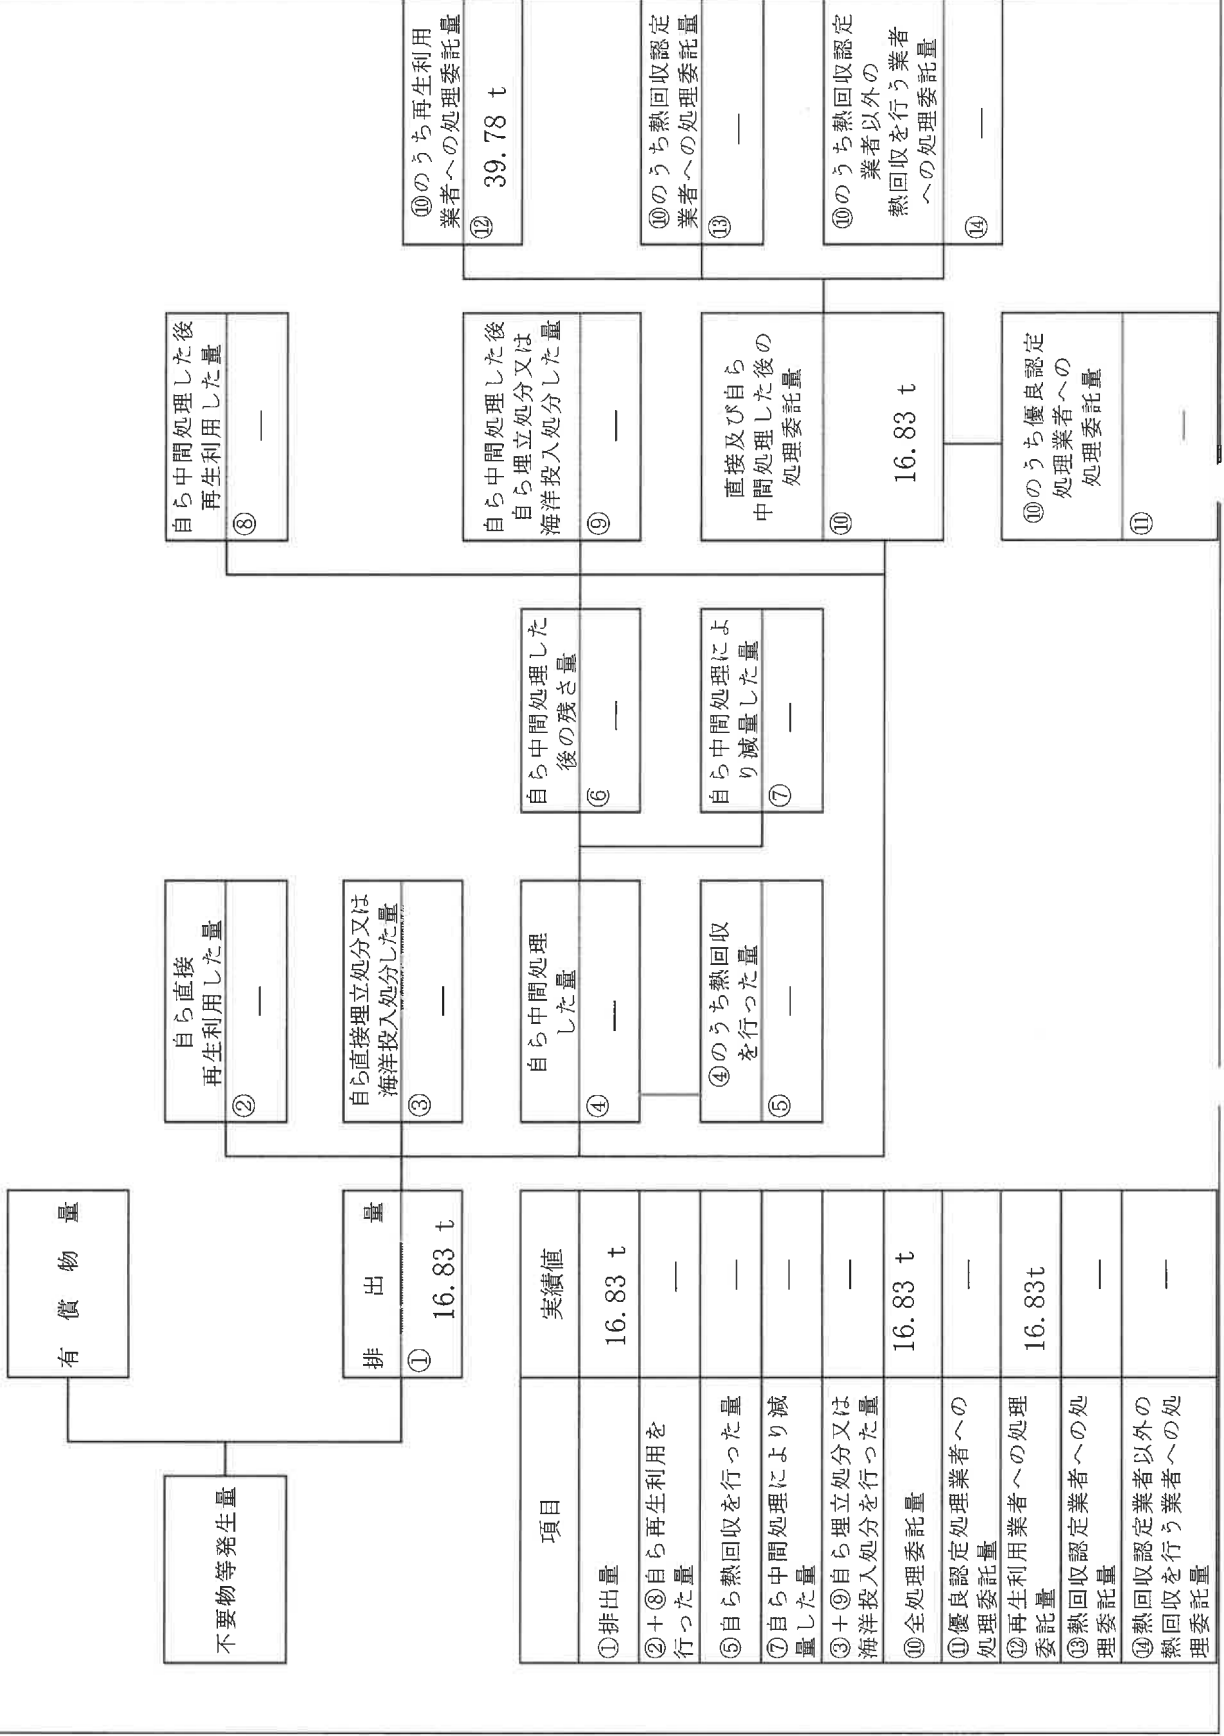 有償物量
不要物等発生量
排出量
① 16.83 t
自ら直接
再生利用した量
② —
自ら直接埋立処分又は
海洋投入処分した量
③ —
自ら中間処理
した量
④ —
④のうち熱回収
を行った量
⑤ —
自ら中間処理した
後の残さ量
⑥ —
自ら中間処理によ
り減量した量
⑦ —
自ら中間処理した後
再生利用した量
⑧ —
自ら中間処理した後
自ら埋立処分又は
海洋投入処分した量
⑨ —
直接及び自ら
中間処理した後の
処理委託量
⑩ 16.83 t
⑩のうち優良認定
処理業者への
処理委託量
⑪ —
⑩のうち再生利用
業者への処理委託量
⑫ 39.78 t
⑩のうち熱回収認定
業者への処理委託量
⑬ —
⑩のうち熱回収認定
業者以外の
熱回収を行う業者
への処理委託量
⑭ —
項目 実績値
①排出量 16.83 t
②+⑧自ら再生利用を
行った量 —
⑤自ら熱回収を行った量 —
⑦自ら中間処理により減
量した量 —
③+⑨自ら埋立処分又は
海洋投入処分を行った量 —
⑩全処理委託量 16.83 t
⑪優良認定処理業者への
処理委託量 —
⑫再生利用業者への処理
委託量 16.83t
⑬熱回収認定業者への処
理委託量 —
⑭熱回収認定業者以外の
熱回収を行う業者への処
理委託量 —